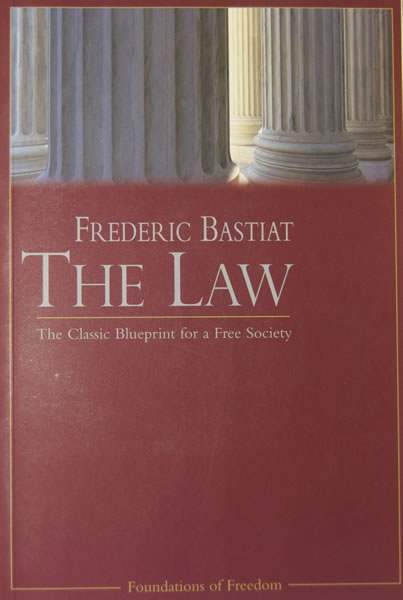 FREDERIC BASTIAT
THE LAW
The Classic Blueprint for a Free Society
Foundations of Freedom